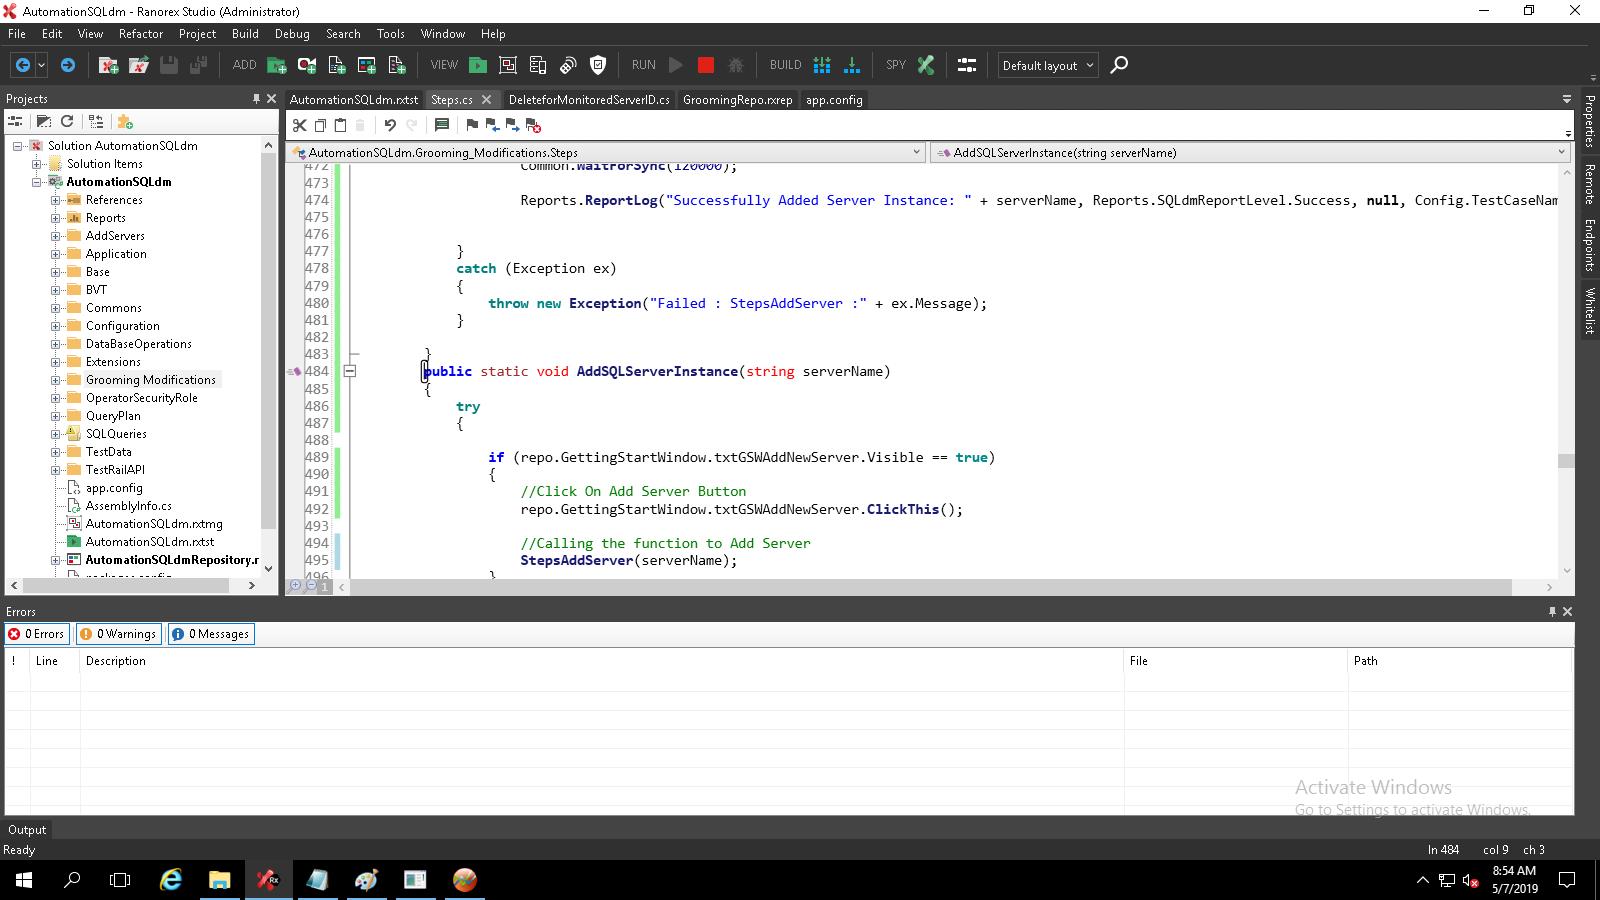 AutomationSQLdm - Ranorex Studio (Administrator)
File Edit View Refactor Project Build Debug Search Tools Window Help
ADD VIEW RUN BUILD SPY Default layout
Projects
AutomationSQLdm.rxtst Steps.cs DeleteforMonitoredServerID.cs GroomingRepo.rxrep app.config
AutomationSQLdm.Grooming_Modifications.Steps
AddSQLServerInstance(string serverName)
Solution AutomationSQLdm
Solution Items
AutomationSQLdm
References
Reports
AddServers
Application
Base
BVT
Commons
Configuration
DataBaseOperations
Extensions
Grooming Modifications
OperatorSecurityRole
QueryPlan
SQLQueries
TestData
TestRailAPI
app.config
AssemblyInfo.cs
AutomationSQLdm.rxtmg
AutomationSQLdm.rxtst
AutomationSQLdmRepository.r
packages.config
472 Common.WaitForSync(120000);
473
474 Reports.ReportLog("Successfully Added Server Instance: " + serverName, Reports.SQLdmReportLevel.Success, null, Config.TestCaseNam
475
476
477 }
478 catch (Exception ex)
479 {
480 throw new Exception("Failed : StepsAddServer :" + ex.Message);
481 }
482
483 }
484 public static void AddSQLServerInstance(string serverName)
485 {
486 try
487 {
488
489 if (repo.GettingStartWindow.txtGSWAddNewServer.Visible == true)
490 {
491 //Click On Add Server Button
492 repo.GettingStartWindow.txtGSWAddNewServer.ClickThis();
493
494 //Calling the function to Add Server
495 StepsAddServer(serverName);
496 }
1
Properties
Remote
Endpoints
Whitelist
Errors
0 Errors 0 Warnings 0 Messages
! Line Description File Path
Activate Windows
Go to Settings to activate Windows.
Output
Ready ln 484 col 9 ch 3
8:54 AM
5/7/2019